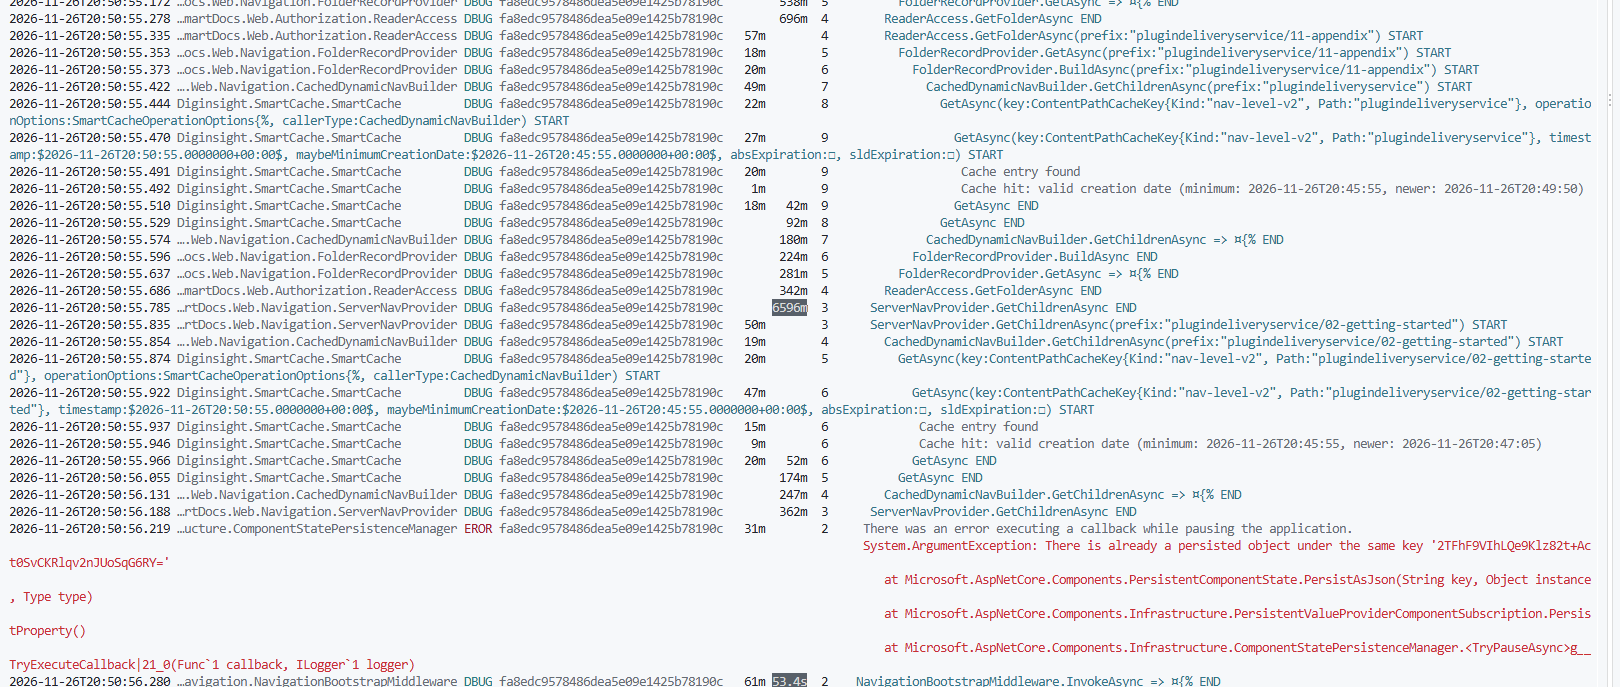 2026-11-26T20:50:55.172 …ocs.Web.Navigation.FolderRecordProvider DBUG fa8edc9578486dea5e09e1425b78190c 538m 5 FolderRecordProvider.GetAsync => ¤{% END
2026-11-26T20:50:55.278 …martDocs.Web.Authorization.ReaderAccess DBUG fa8edc9578486dea5e09e1425b78190c 696m 4 ReaderAccess.GetFolderAsync END
2026-11-26T20:50:55.335 …martDocs.Web.Authorization.ReaderAccess DBUG fa8edc9578486dea5e09e1425b78190c 57m 4 ReaderAccess.GetFolderAsync(prefix:"plugindeliveryservice/11-appendix") START
2026-11-26T20:50:55.353 …ocs.Web.Navigation.FolderRecordProvider DBUG fa8edc9578486dea5e09e1425b78190c 18m 5 FolderRecordProvider.GetAsync(prefix:"plugindeliveryservice/11-appendix") START
2026-11-26T20:50:55.373 …ocs.Web.Navigation.FolderRecordProvider DBUG fa8edc9578486dea5e09e1425b78190c 20m 6 FolderRecordProvider.BuildAsync(prefix:"plugindeliveryservice/11-appendix") START
2026-11-26T20:50:55.422 ….Web.Navigation.CachedDynamicNavBuilder DBUG fa8edc9578486dea5e09e1425b78190c 49m 7 CachedDynamicNavBuilder.GetChildrenAsync(prefix:"plugindeliveryservice") START
2026-11-26T20:50:55.444 Diginsight.SmartCache.SmartCache DBUG fa8edc9578486dea5e09e1425b78190c 22m 8 GetAsync(key:ContentPathCacheKey{Kind:"nav-level-v2", Path:"plugindeliveryservice"}, operatio
nOptions:SmartCacheOperationOptions{%, callerType:CachedDynamicNavBuilder) START
2026-11-26T20:50:55.470 Diginsight.SmartCache.SmartCache DBUG fa8edc9578486dea5e09e1425b78190c 27m 9 GetAsync(key:ContentPathCacheKey{Kind:"nav-level-v2", Path:"plugindeliveryservice"}, timest
amp:$2026-11-26T20:50:55.0000000+00:00$, maybeMinimumCreationDate:$2026-11-26T20:45:55.0000000+00:00$, absExpiration:□, sldExpiration:□) START
2026-11-26T20:50:55.491 Diginsight.SmartCache.SmartCache DBUG fa8edc9578486dea5e09e1425b78190c 20m 9 Cache entry found
2026-11-26T20:50:55.492 Diginsight.SmartCache.SmartCache DBUG fa8edc9578486dea5e09e1425b78190c 1m 9 Cache hit: valid creation date (minimum: 2026-11-26T20:45:55, newer: 2026-11-26T20:49:50)
2026-11-26T20:50:55.510 Diginsight.SmartCache.SmartCache DBUG fa8edc9578486dea5e09e1425b78190c 18m 42m 9 GetAsync END
2026-11-26T20:50:55.529 Diginsight.SmartCache.SmartCache DBUG fa8edc9578486dea5e09e1425b78190c 92m 8 GetAsync END
2026-11-26T20:50:55.574 ….Web.Navigation.CachedDynamicNavBuilder DBUG fa8edc9578486dea5e09e1425b78190c 180m 7 CachedDynamicNavBuilder.GetChildrenAsync => ¤{% END
2026-11-26T20:50:55.596 …ocs.Web.Navigation.FolderRecordProvider DBUG fa8edc9578486dea5e09e1425b78190c 224m 6 FolderRecordProvider.BuildAsync END
2026-11-26T20:50:55.637 …ocs.Web.Navigation.FolderRecordProvider DBUG fa8edc9578486dea5e09e1425b78190c 281m 5 FolderRecordProvider.GetAsync => ¤{% END
2026-11-26T20:50:55.686 …martDocs.Web.Authorization.ReaderAccess DBUG fa8edc9578486dea5e09e1425b78190c 342m 4 ReaderAccess.GetFolderAsync END
2026-11-26T20:50:55.785 …rtDocs.Web.Navigation.ServerNavProvider DBUG fa8edc9578486dea5e09e1425b78190c 6596m 3 ServerNavProvider.GetChildrenAsync END
2026-11-26T20:50:55.835 …rtDocs.Web.Navigation.ServerNavProvider DBUG fa8edc9578486dea5e09e1425b78190c 50m 3 ServerNavProvider.GetChildrenAsync(prefix:"plugindeliveryservice/02-getting-started") START
2026-11-26T20:50:55.854 ….Web.Navigation.CachedDynamicNavBuilder DBUG fa8edc9578486dea5e09e1425b78190c 19m 4 CachedDynamicNavBuilder.GetChildrenAsync(prefix:"plugindeliveryservice/02-getting-started") START
2026-11-26T20:50:55.874 Diginsight.SmartCache.SmartCache DBUG fa8edc9578486dea5e09e1425b78190c 20m 5 GetAsync(key:ContentPathCacheKey{Kind:"nav-level-v2", Path:"plugindeliveryservice/02-getting-starte
d"}, operationOptions:SmartCacheOperationOptions{%, callerType:CachedDynamicNavBuilder) START
2026-11-26T20:50:55.922 Diginsight.SmartCache.SmartCache DBUG fa8edc9578486dea5e09e1425b78190c 47m 6 GetAsync(key:ContentPathCacheKey{Kind:"nav-level-v2", Path:"plugindeliveryservice/02-getting-star
ted"}, timestamp:$2026-11-26T20:50:55.0000000+00:00$, maybeMinimumCreationDate:$2026-11-26T20:45:55.0000000+00:00$, absExpiration:□, sldExpiration:□) START
2026-11-26T20:50:55.937 Diginsight.SmartCache.SmartCache DBUG fa8edc9578486dea5e09e1425b78190c 15m 6 Cache entry found
2026-11-26T20:50:55.946 Diginsight.SmartCache.SmartCache DBUG fa8edc9578486dea5e09e1425b78190c 9m 6 Cache hit: valid creation date (minimum: 2026-11-26T20:45:55, newer: 2026-11-26T20:47:05)
2026-11-26T20:50:55.966 Diginsight.SmartCache.SmartCache DBUG fa8edc9578486dea5e09e1425b78190c 20m 52m 6 GetAsync END
2026-11-26T20:50:56.055 Diginsight.SmartCache.SmartCache DBUG fa8edc9578486dea5e09e1425b78190c 174m 5 GetAsync END
2026-11-26T20:50:56.131 ….Web.Navigation.CachedDynamicNavBuilder DBUG fa8edc9578486dea5e09e1425b78190c 247m 4 CachedDynamicNavBuilder.GetChildrenAsync => ¤{% END
2026-11-26T20:50:56.188 …rtDocs.Web.Navigation.ServerNavProvider DBUG fa8edc9578486dea5e09e1425b78190c 362m 3 ServerNavProvider.GetChildrenAsync END
2026-11-26T20:50:56.219 …ucture.ComponentStatePersistenceManager EROR fa8edc9578486dea5e09e1425b78190c 31m 2 There was an error executing a callback while pausing the application.
System.ArgumentException: There is already a persisted object under the same key '2TFhF9VIhLQe9Klz82t+Ac
t0SvCKRlqv2nJUoSqG6RY='
at Microsoft.AspNetCore.Components.PersistentComponentState.PersistAsJson(String key, Object instance
, Type type)
at Microsoft.AspNetCore.Components.Infrastructure.PersistentValueProviderComponentSubscription.Persis
tProperty()
at Microsoft.AspNetCore.Components.Infrastructure.ComponentStatePersistenceManager.<TryPauseAsync>g__
TryExecuteCallback|21_0(Func`1 callback, ILogger`1 logger)
2026-11-26T20:50:56.280 …avigation.NavigationBootstrapMiddleware DBUG fa8edc9578486dea5e09e1425b78190c 61m 53.4s 2 NavigationBootstrapMiddleware.InvokeAsync => ¤{% END